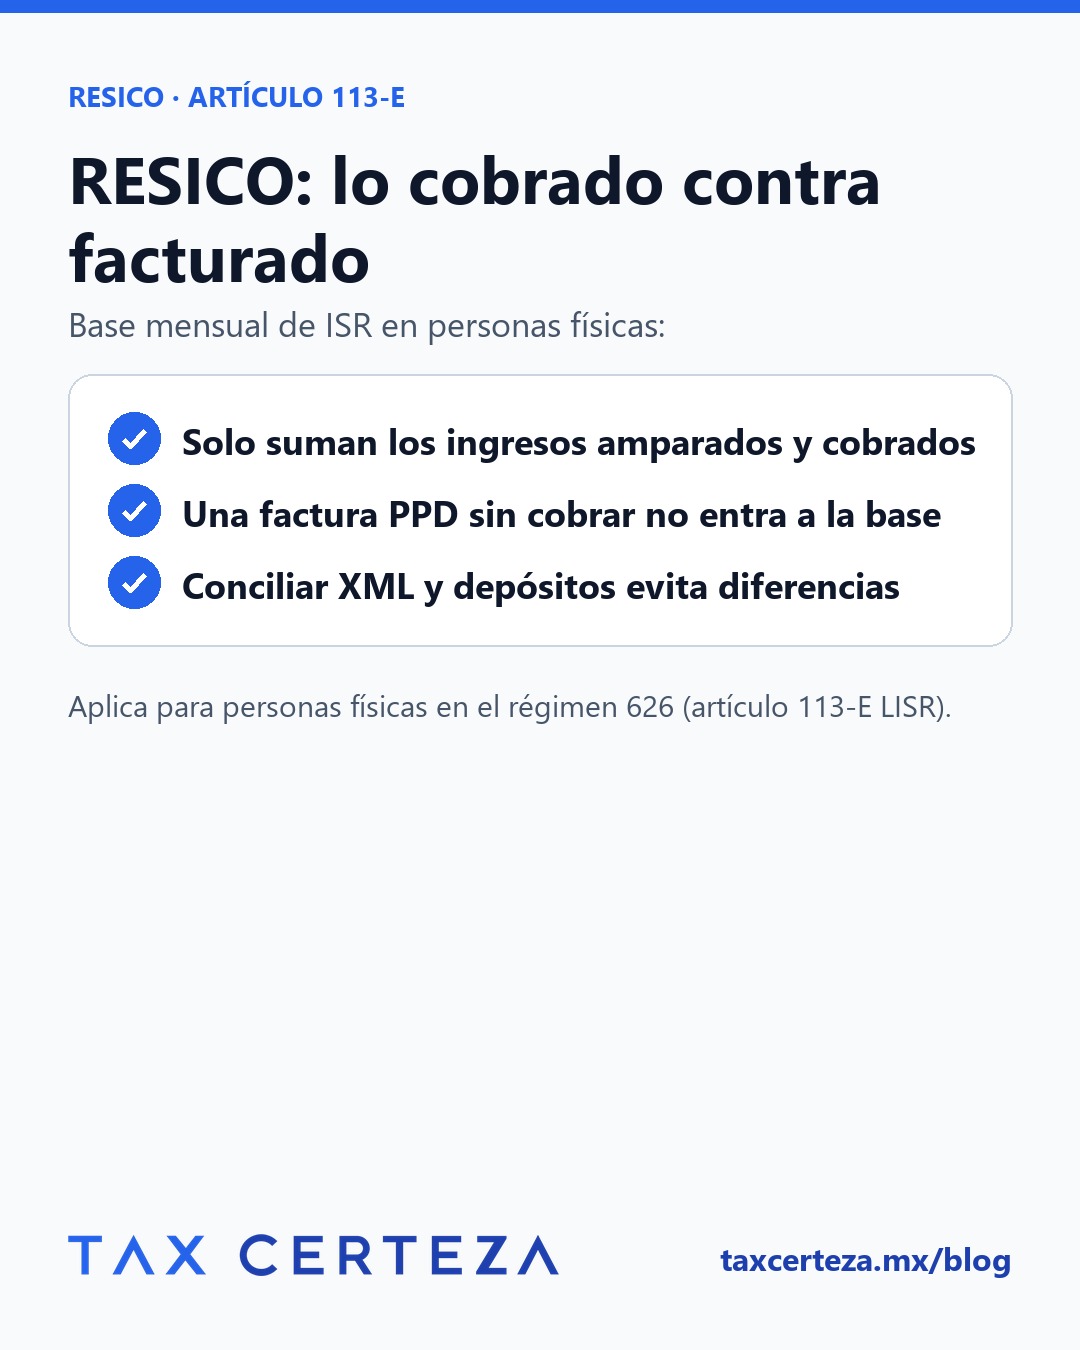 RESICO · ARTÍCULO 113-E
RESICO: lo cobrado contra
facturado
Base mensual de ISR en personas físicas:
Solo suman los ingresos amparados y cobrados
Una factura PPD sin cobrar no entra a la base
Conciliar XML y depósitos evita diferencias
Aplica para personas físicas en el régimen 626 (artículo 113-E LISR).
TAX CERTEZA
taxcerteza.mx/blog